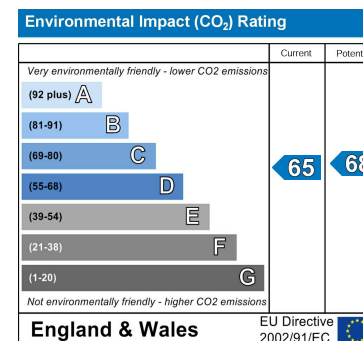 Environmental Impact (CO₂) Rating
Current
Very environmentally friendly - lower CO2 emissions
(92 plus) A
(81-91) B
(69-80) C
(55-68) D
(39-54) E
(21-38) F
(1-20) G
65
68
Not environmentally friendly - higher CO2 emissions
England & Wales
EU Directive
2002/91/EC